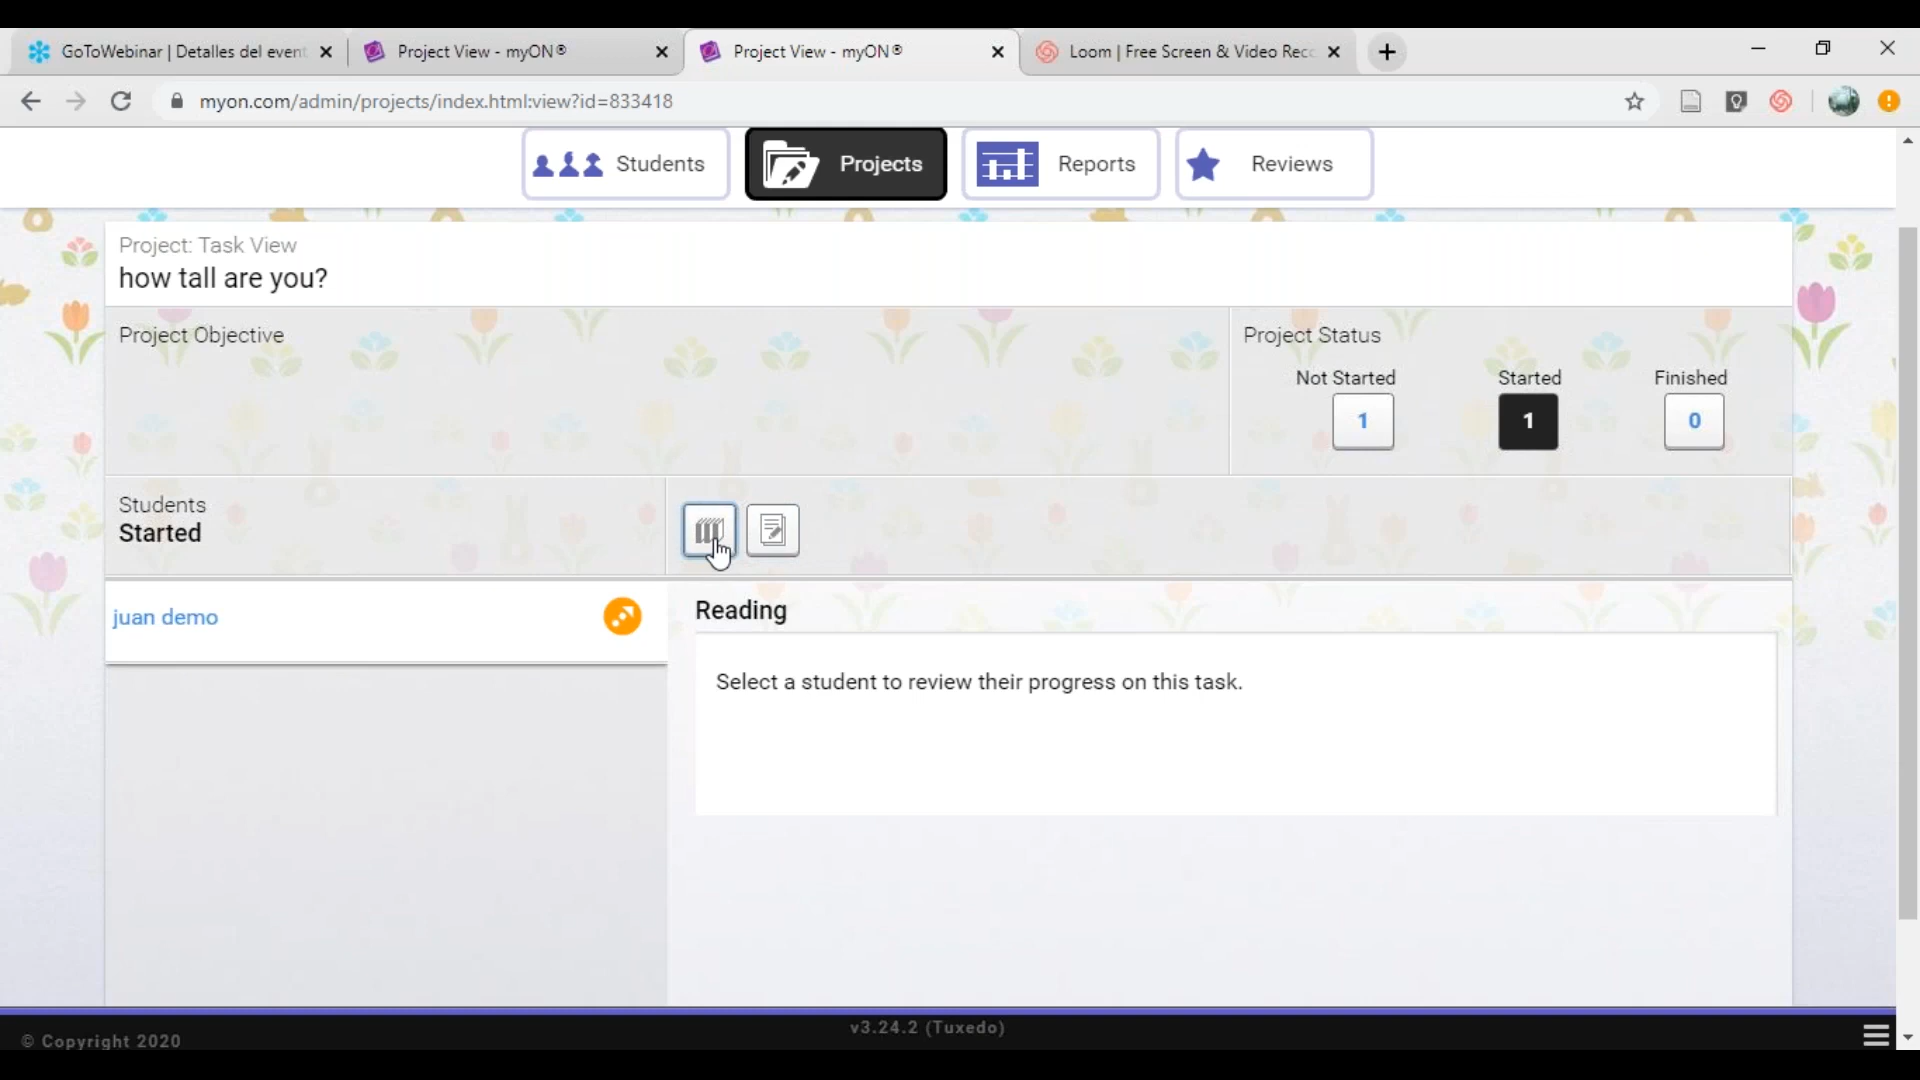 GoToWebinar | Detalles del event
Project View - myON®
Project View - myON®
Loom | Free Screen & Video Reco
myon.com/admin/projects/index.html:view?id=833418
Students
Projects
Reports
Reviews
Project: Task View
how tall are you?
Project Objective
Project Status
Not Started
Started
Finished
1
1
0
Students
Started
juan demo
Reading
Select a student to review their progress on this task.
v3.24.2 (Tuxedo)
© Copyright 2020